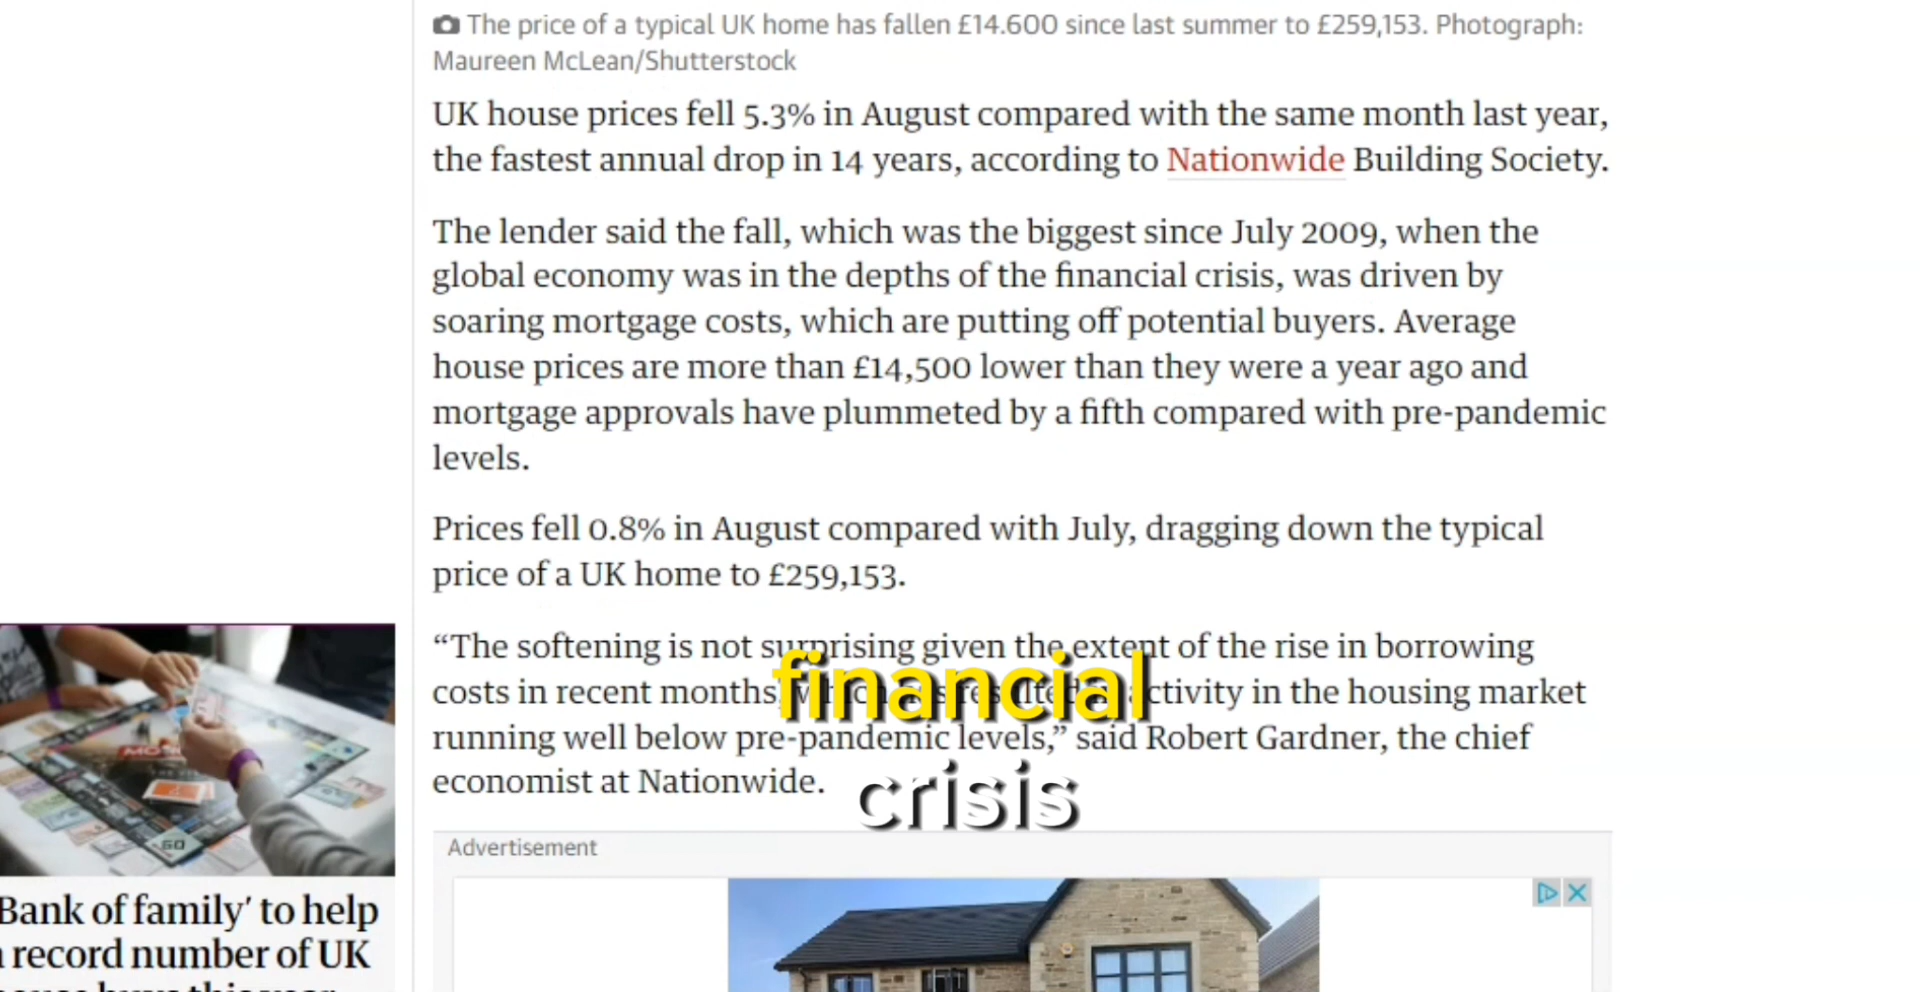 The price of a typical UK home has fallen £14.600 since last summer to £259,153. Photograph:
Maureen McLean/Shutterstock
UK house prices fell 5.3% in August compared with the same month last year,
the fastest annual drop in 14 years, according to Nationwide Building Society.
The lender said the fall, which was the biggest since July 2009, when the
global economy was in the depths of the financial crisis, was driven by
soaring mortgage costs, which are putting off potential buyers. Average
house prices are more than £14,500 lower than they were a year ago and
mortgage approvals have plummeted by a fifth compared with pre-pandemic
levels.
Prices fell 0.8% in August compared with July, dragging down the typical
price of a UK home to £259,153.
“The softening is not surprising given the extent of the rise in borrowing
costs in recent months, activity in the housing market
running well below pre-pandemic levels,” said Robert Gardner, the chief
economist at Nationwide.
financial
crisis
Advertisement
GO
Bank of family’ to help
record number of UK